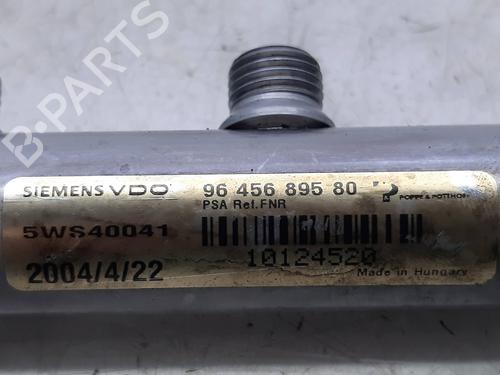 SIEMENS VDO 96 456 895 80 POPPE & POTTHOFF
PSA Ref.FNR
5WS40041
2004/4/22 10124520 Made in Hungary
B-PARTS